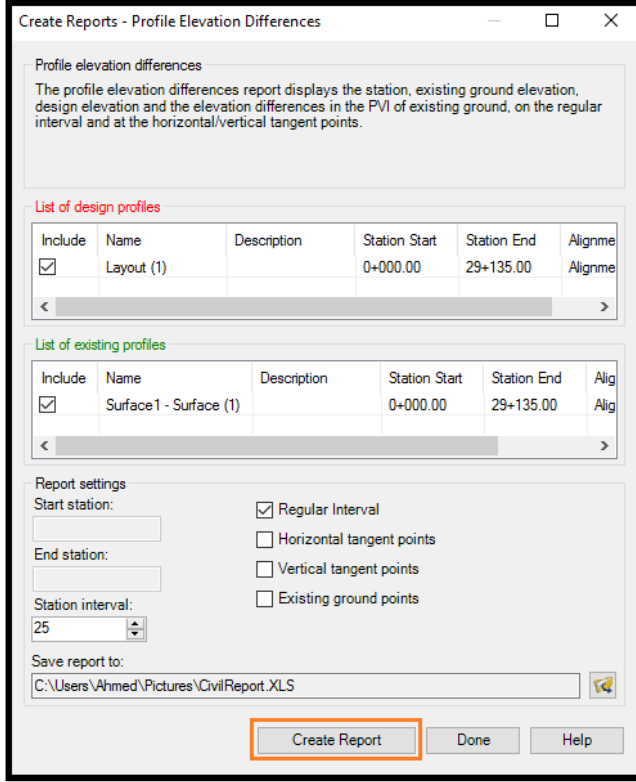 Create Reports - Profile Elevation Differences
Profile elevation differences
The profile elevation differences report displays the station, existing ground elevation,
design elevation and the elevation differences in the PVI of existing ground, on the regular
interval and at the horizontal/vertical tangent points.
List of design profiles
Include Name Description Station Start Station End Alignme
Layout (1) 0+000.00 29+135.00 Alignme
List of existing profiles
Include Name Description Station Start Station End Alig
Surface1 - Surface (1) 0+000.00 29+135.00 Alig
Report settings
Start station:
Regular Interval
Horizontal tangent points
End station:
Vertical tangent points
Existing ground points
Station interval:
25
Save report to:
C:\Users\Ahmed\Pictures\CivilReport.XLS
Create Report Done Help